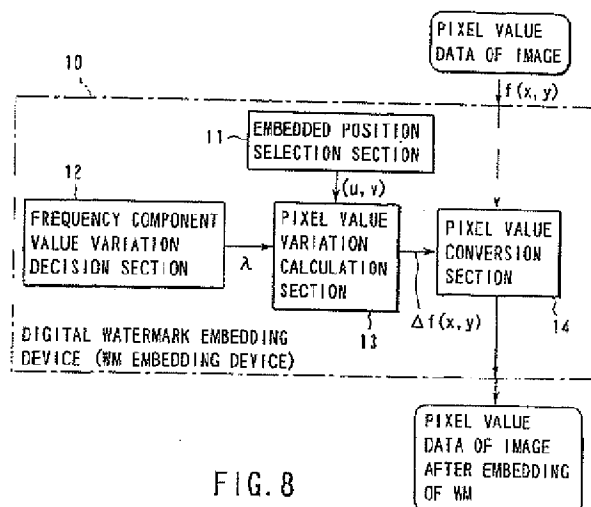 PIXEL VALUE
DATA OF IMAGE
10
f(x, y)
11
EMBEDDED POSITION
SELECTION SECTION
12
(u, v)
FREQUENCY COMPONENT
VALUE VARIATION
DECISION SECTION
λ
PIXEL VALUE
VARIATION
CALCULATION
SECTION
PIXEL VALUE
CONVERSION
SECTION
13
Δf(x, y)
14
DIGITAL WATERMARK EMBEDDING
DEVICE (WM EMBEDDING DEVICE)
PIXEL VALUE
DATA OF IMAGE
AFTER EMBEDDING
OF WM
FIG. 8